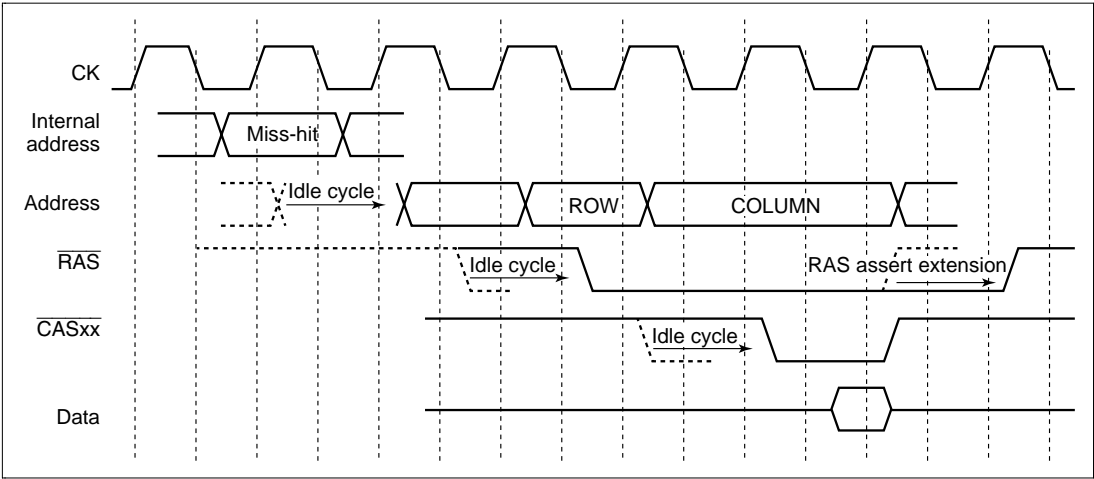 CK
Internal
address
Miss-hit
Address
Idle cycle
ROW
COLUMN
RAS
Idle cycle
RAS assert extension
CASxx
Idle cycle
Data